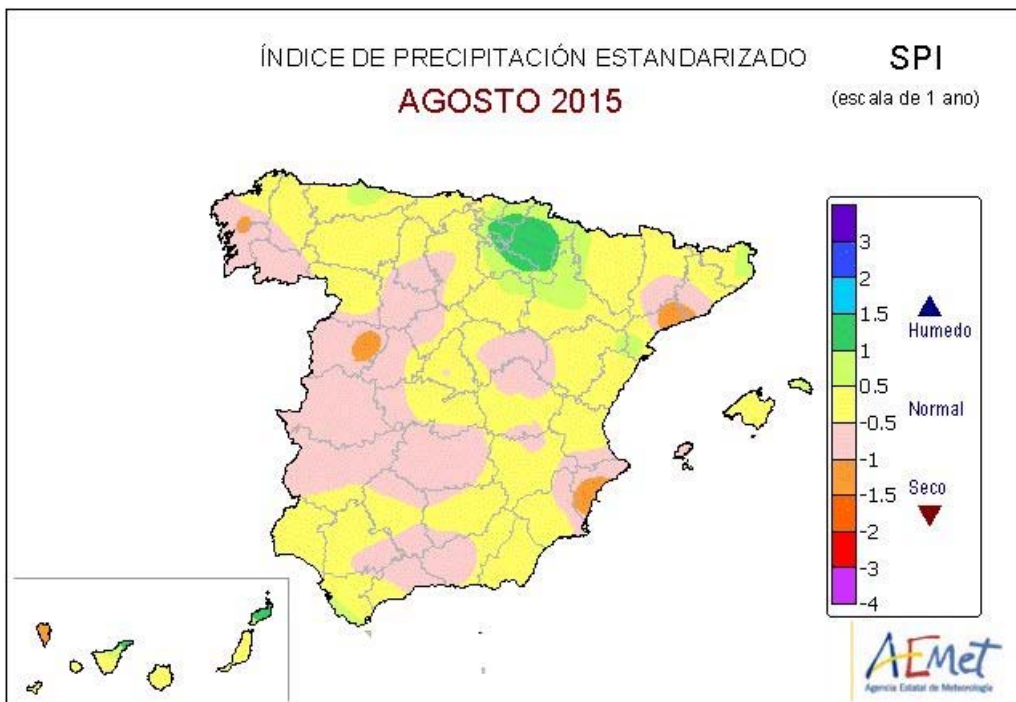 ÍNDICE DE PRECIPITACIÓN ESTANDARIZADO
AGOSTO 2015
SPI
(escala de 1 ano)
3
2
1.5
1
0.5
-0.5
-1
-1.5
-2
-3
-4
Humedo
Normal
Seco
AEMet
Agencia Estatal de Meteorología